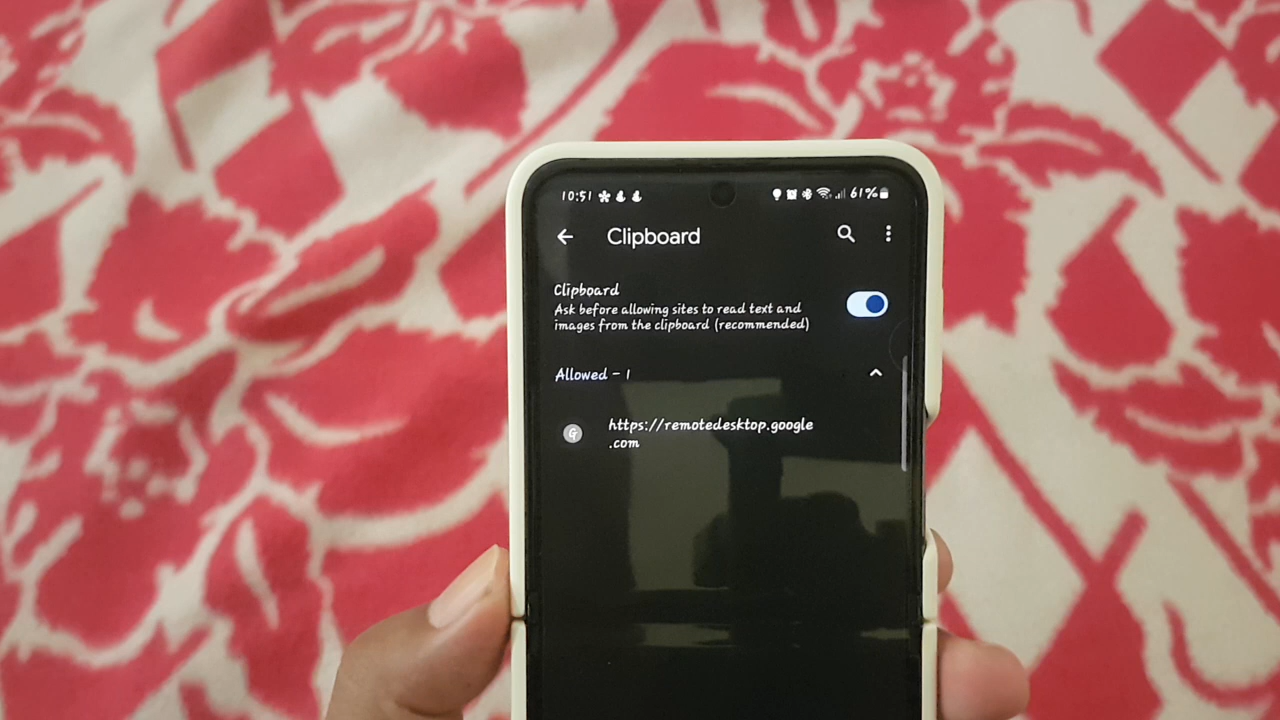 10:51 61%
Clipboard
Clipboard
Ask before allowing sites to read text and
images from the clipboard (recommended)
Allowed - 1
G
https://remotedesktop.google
.com